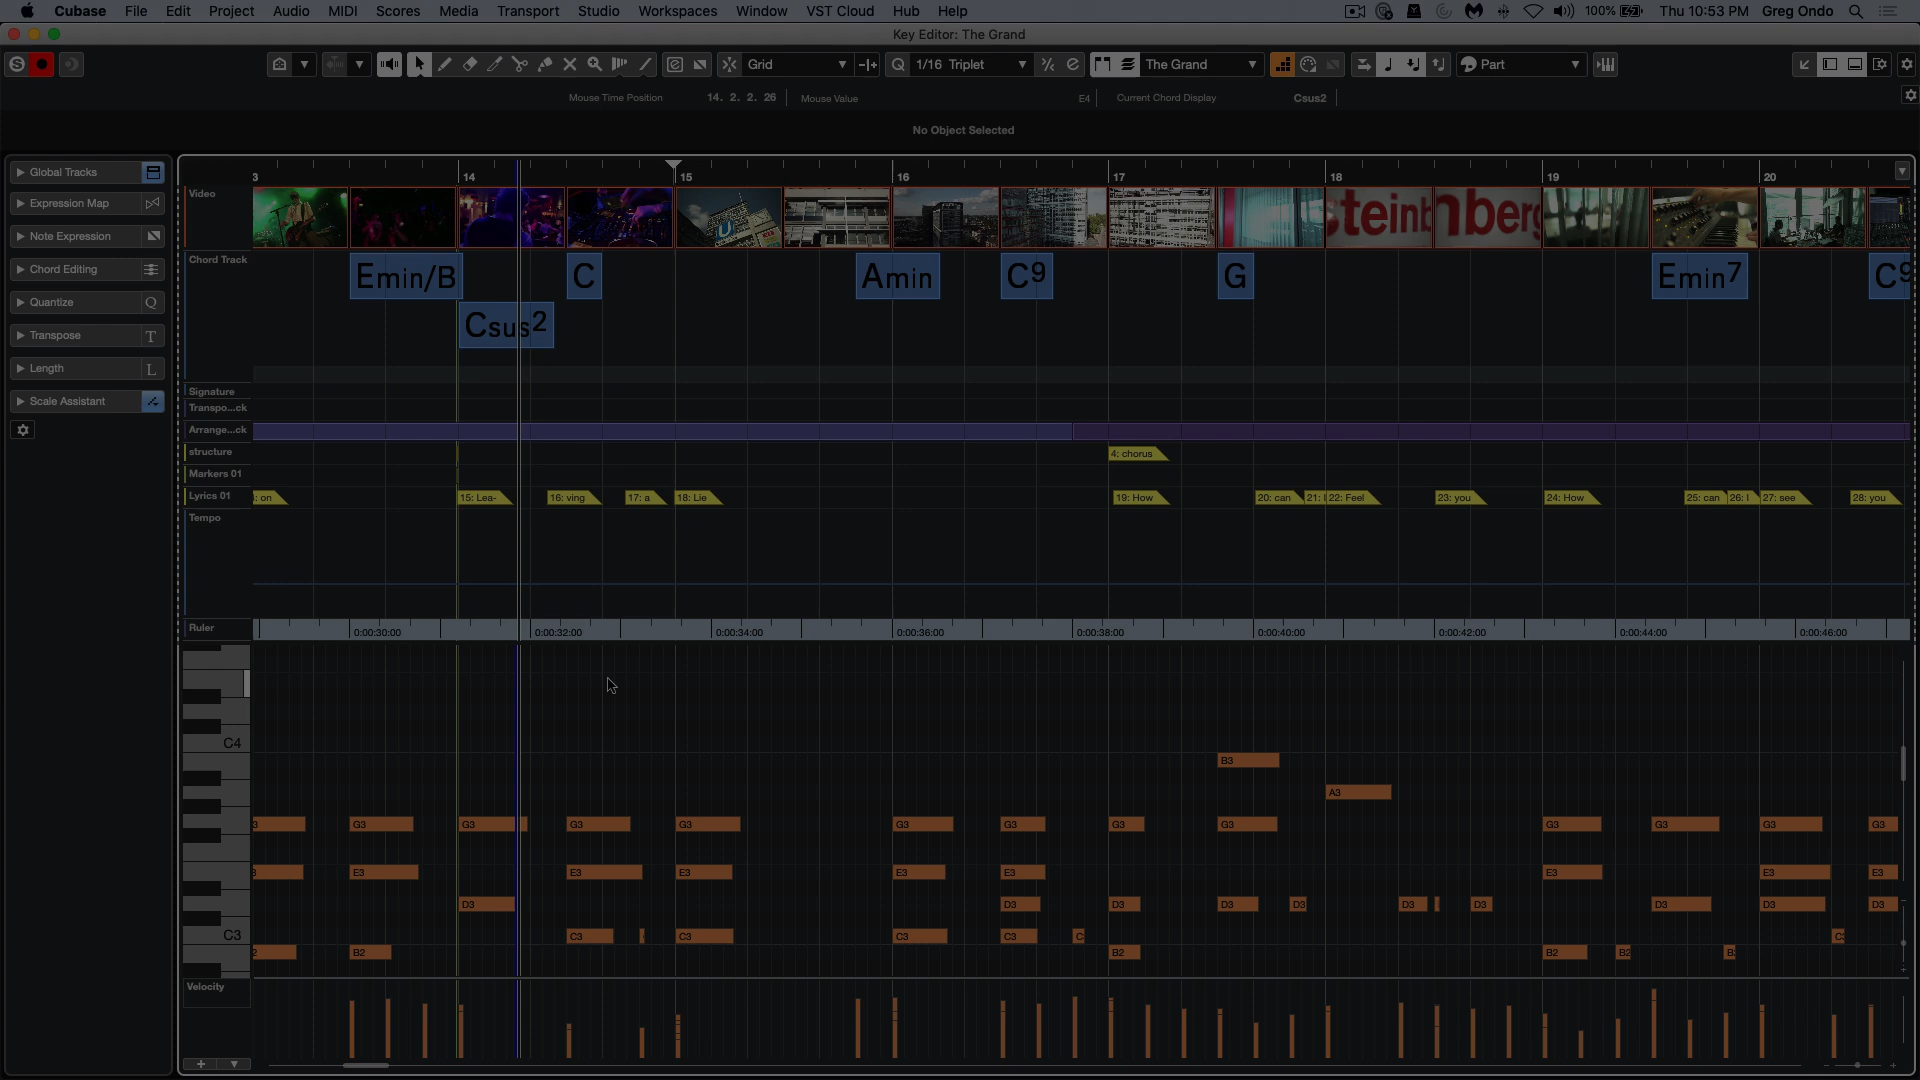 Cubase File Edit Project Audio MIDI Scores Media Transport Studio Workspaces Window VST Cloud Hub Help 100% Thu 10:53 PM Greg Ondo
Key Editor: The Grand
S Grid Q 1/16 Triplet The Grand Part
Mouse Time Position 14. 2. 2. 26 Mouse Value E4 Current Chord Display Csus2
No Object Selected
Global Tracks
Expression Map
Note Expression
Chord Editing
Quantize Q
Transpose T
Length L
Scale Assistant
3 14 15 16 17 18 19 20
Video
steinb nberg
Chord Track
Emin/B C Amin C9 G Emin7 C9
Csus2
Signature
Transpo...ck
Arrange...ck
structure
4: chorus
Markers 01
Lyrics 01
: on 15: Lea- 16: ving 17: a 18: Lie 19: How 20: can 21: I 22: Feel 23: you 24: How 25: can 26: I 27: see 28: you
Tempo
Ruler
0:00:30:00 0:00:32:00 0:00:34:00 0:00:36:00 0:00:38:00 0:00:40:00 0:00:42:00 0:00:44:00 0:00:46:00
C4
B3
A3
3 G3 G3 G3 G3 G3 G3 G3 G3 G3 G3 G3 G3
3 E3 E3 E3 E3 E3 E3 E3 E3
D3 D3 D3 D3 D3 D3 D3 D3 D3 D3
C3 C3 C3 C3 C3 C C
2 B2 B2 B2 B2 B
Velocity